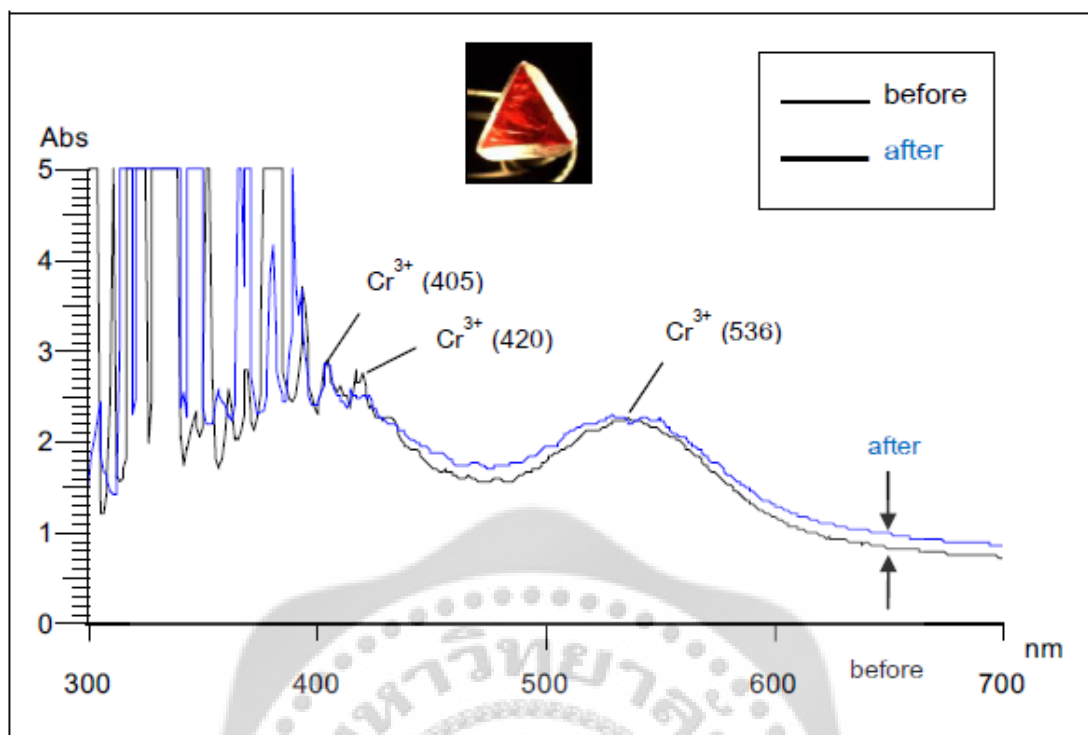 before
after
Abs
5
4
3
2
1
0
Cr³⁺ (405)
Cr³⁺ (420)
Cr³⁺ (536)
after
before
nm
300
400
500
600
700